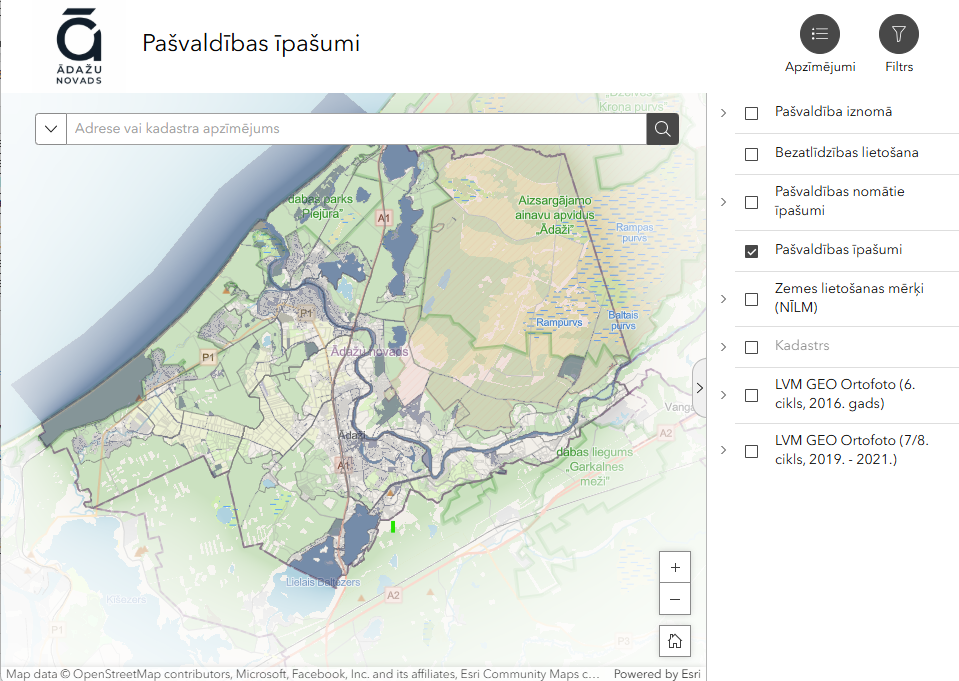 ĀDAŽU
NOVADS
Pašvaldības īpašumi
Apzīmējumi
Filtrs
Krona purvs
Adrese vai kadastra apzīmējums
dabas parks
„Piejūra”
A1
Aizsargājamo
ainavu apvidus
„Ādaži”
Rampas
purvs
Rampurvs
Baltais
purvs
P1
Ādažu novads
P1
Vanga
A2
Ādaži
A1
dabas liegums
„Garkalnes
meži”
Lielais Baltezers
Ķīšezers
A2
P1
P3
+
−
Map data © OpenStreetMap contributors, Microsoft, Facebook, Inc. and its affiliates, Esri Community Maps c...
Powered by Esri
Pašvaldība iznomā
Bezatlīdzības lietošana
Pašvaldības nomātie
īpašumi
Pašvaldības īpašumi
Zemes lietošanas mērķi
(NĪLM)
Kadastrs
LVM GEO Ortofoto (6.
cikls, 2016. gads)
LVM GEO Ortofoto (7/8.
cikls, 2019. - 2021.)